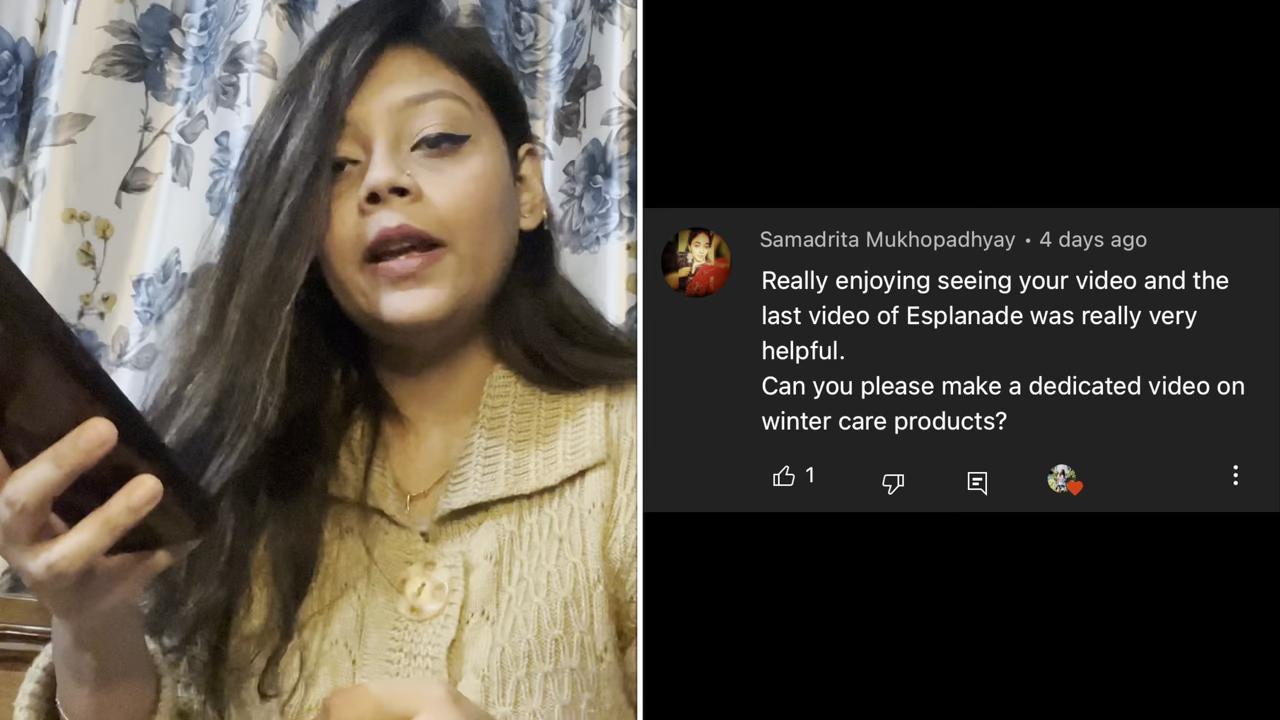 Samadrita Mukhopadhyay • 4 days ago
Really enjoying seeing your video and the
last video of Esplanade was really very
helpful.
Can you please make a dedicated video on
winter care products?
1